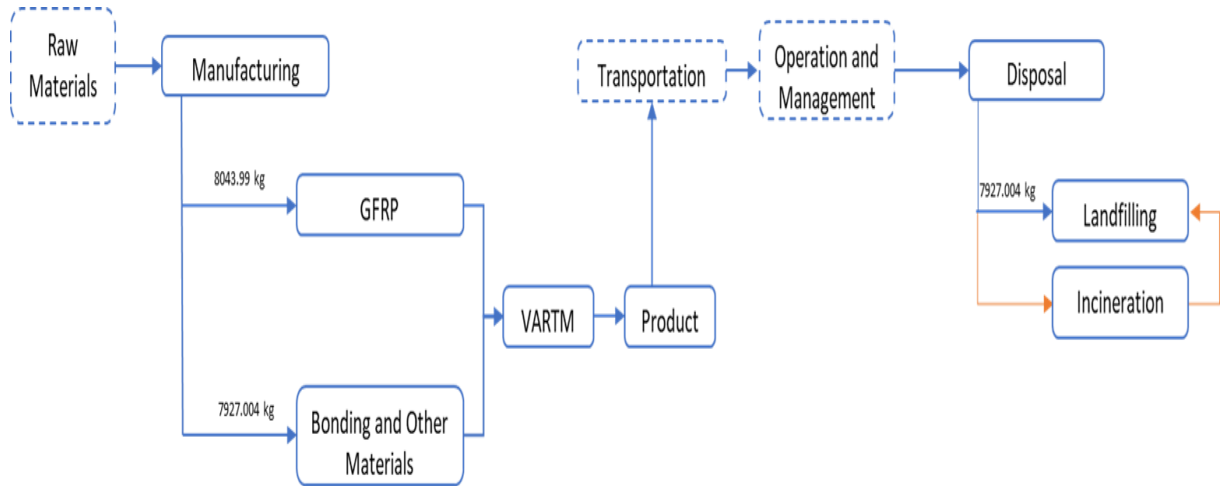 Raw
Materials
Manufacturing
8043.99 kg
GFRP
7927.004 kg
Bonding and Other
Materials
VARTM
Product
Transportation
Operation and
Management
Disposal
7927.004 kg
Landfilling
Incineration